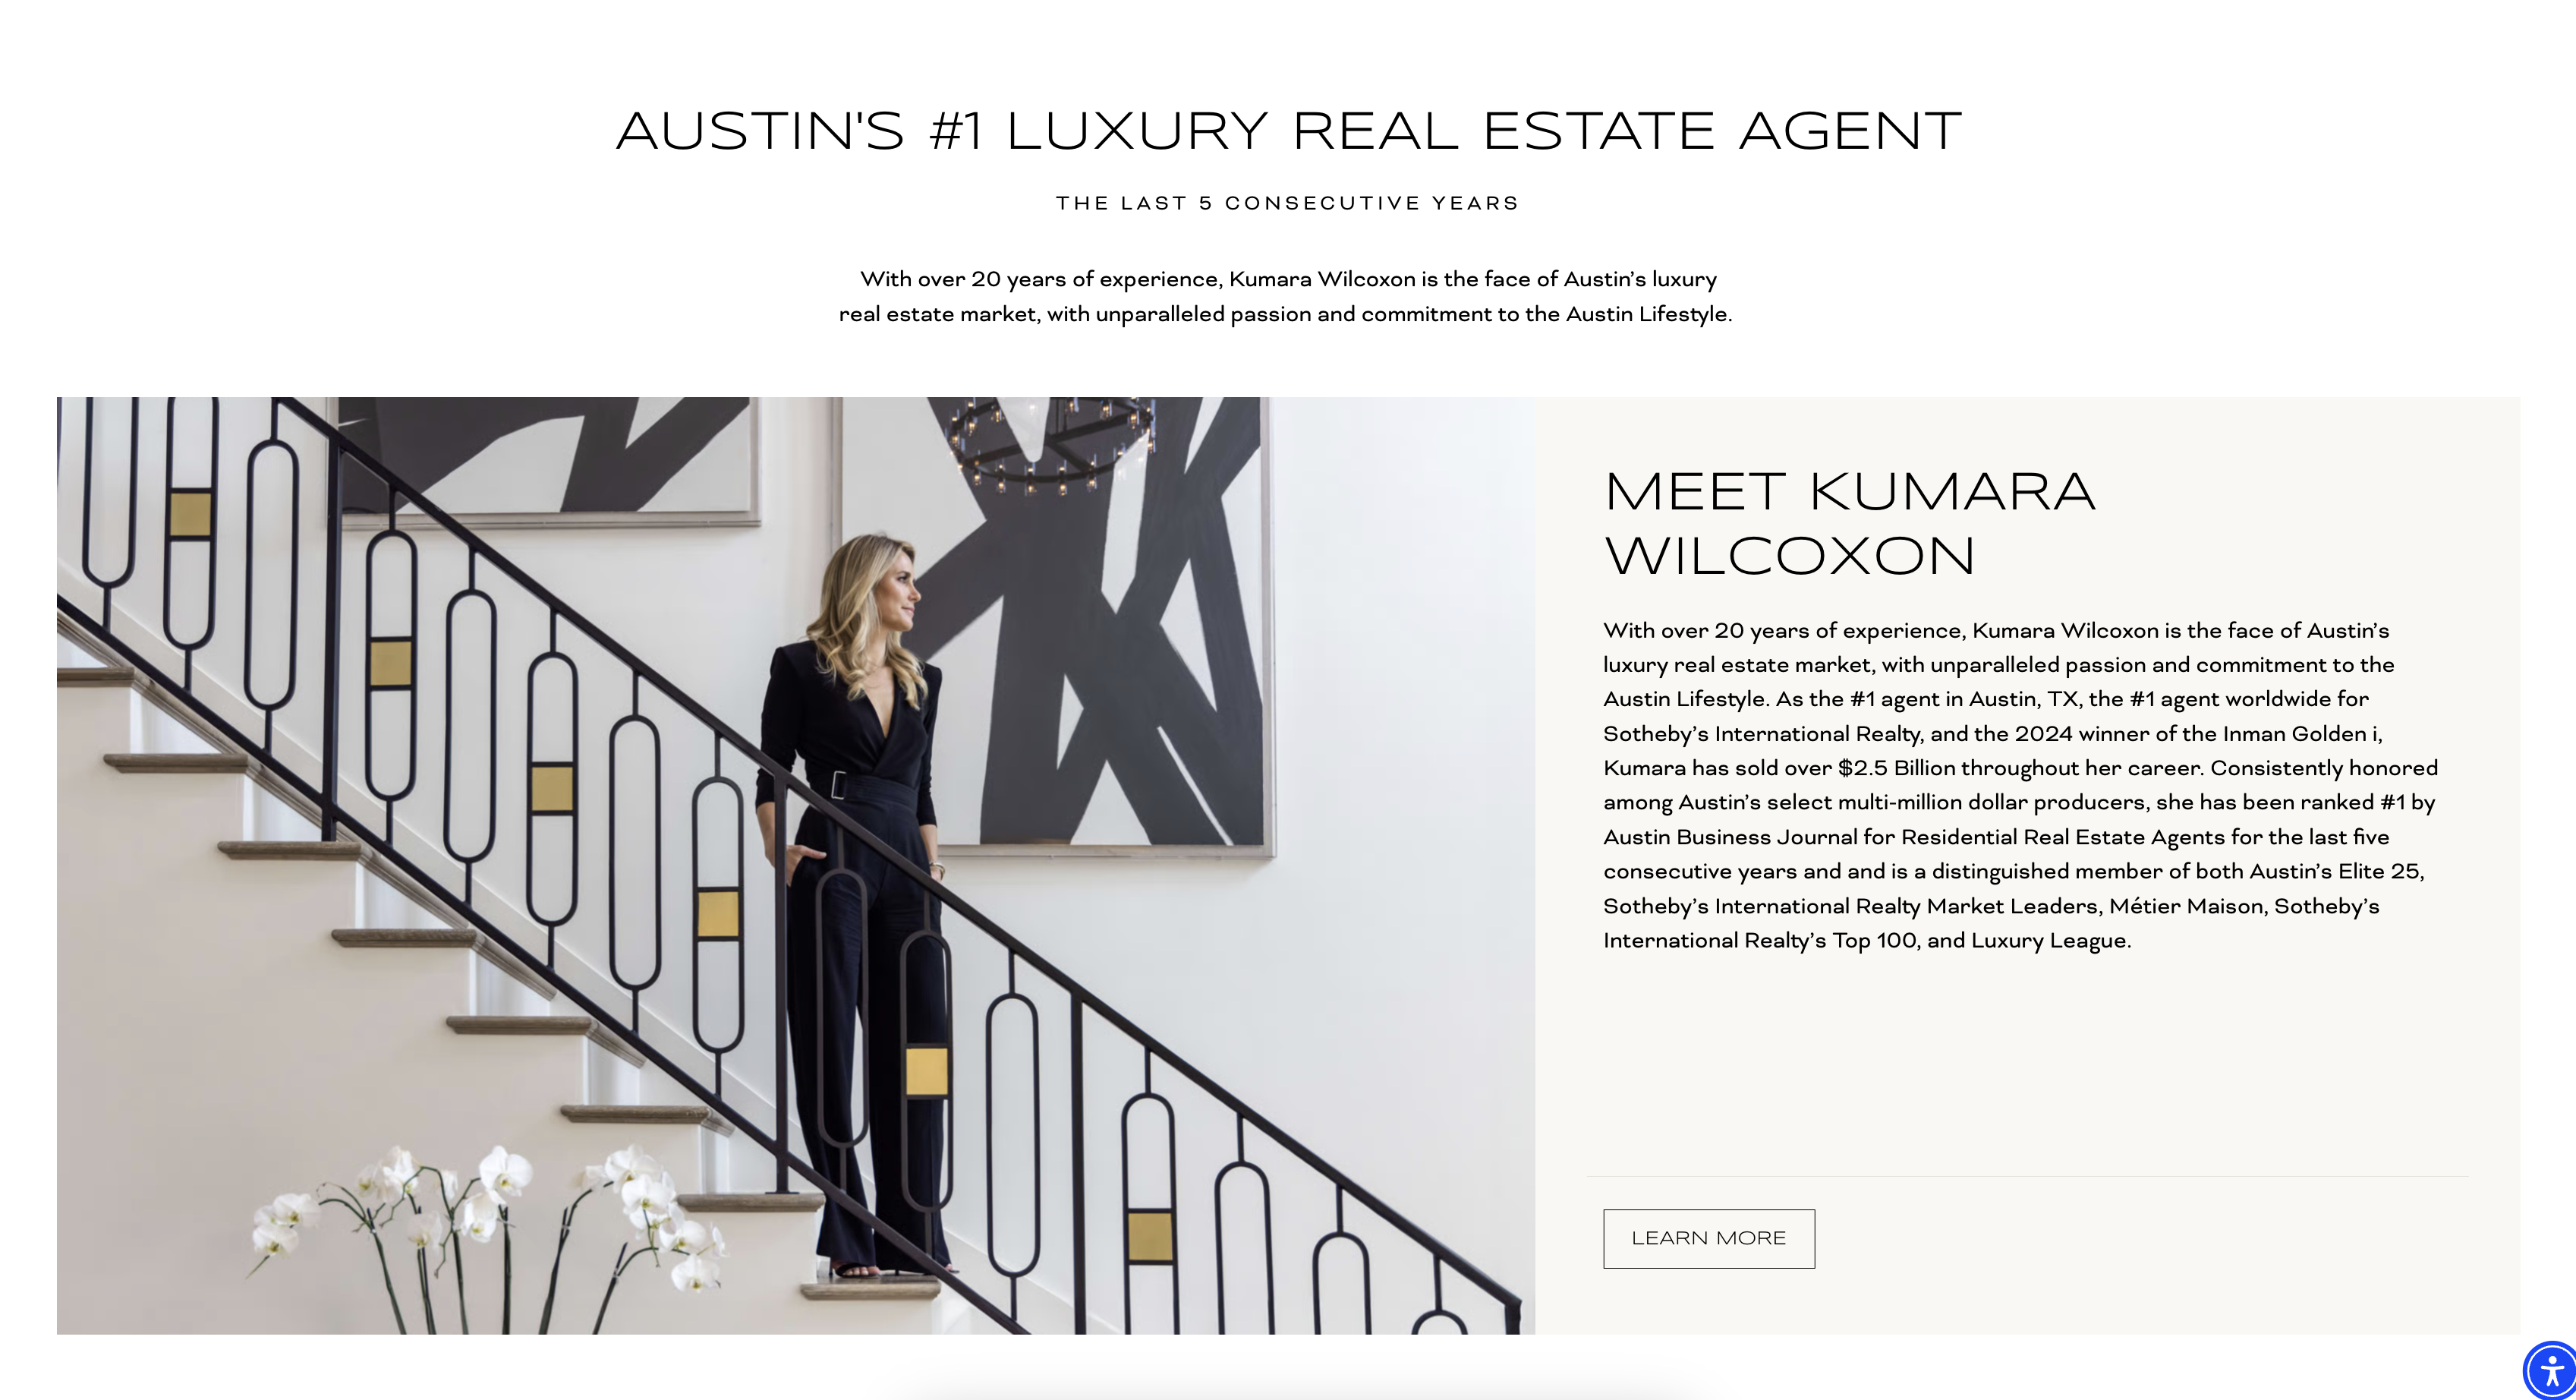 AUSTIN'S #1 LUXURY REAL ESTATE AGENT
THE LAST 5 CONSECUTIVE YEARS
With over 20 years of experience, Kumara Wilcoxon is the face of Austin’s luxury
real estate market, with unparalleled passion and commitment to the Austin Lifestyle.
MEET KUMARA
WILCOXON
With over 20 years of experience, Kumara Wilcoxon is the face of Austin’s
luxury real estate market, with unparalleled passion and commitment to the
Austin Lifestyle. As the #1 agent in Austin, TX, the #1 agent worldwide for
Sotheby’s International Realty, and the 2024 winner of the Inman Golden i,
Kumara has sold over $2.5 Billion throughout her career. Consistently honored
among Austin’s select multi-million dollar producers, she has been ranked #1 by
Austin Business Journal for Residential Real Estate Agents for the last five
consecutive years and and is a distinguished member of both Austin’s Elite 25,
Sotheby’s International Realty Market Leaders, Métier Maison, Sotheby’s
International Realty’s Top 100, and Luxury League.
LEARN MORE